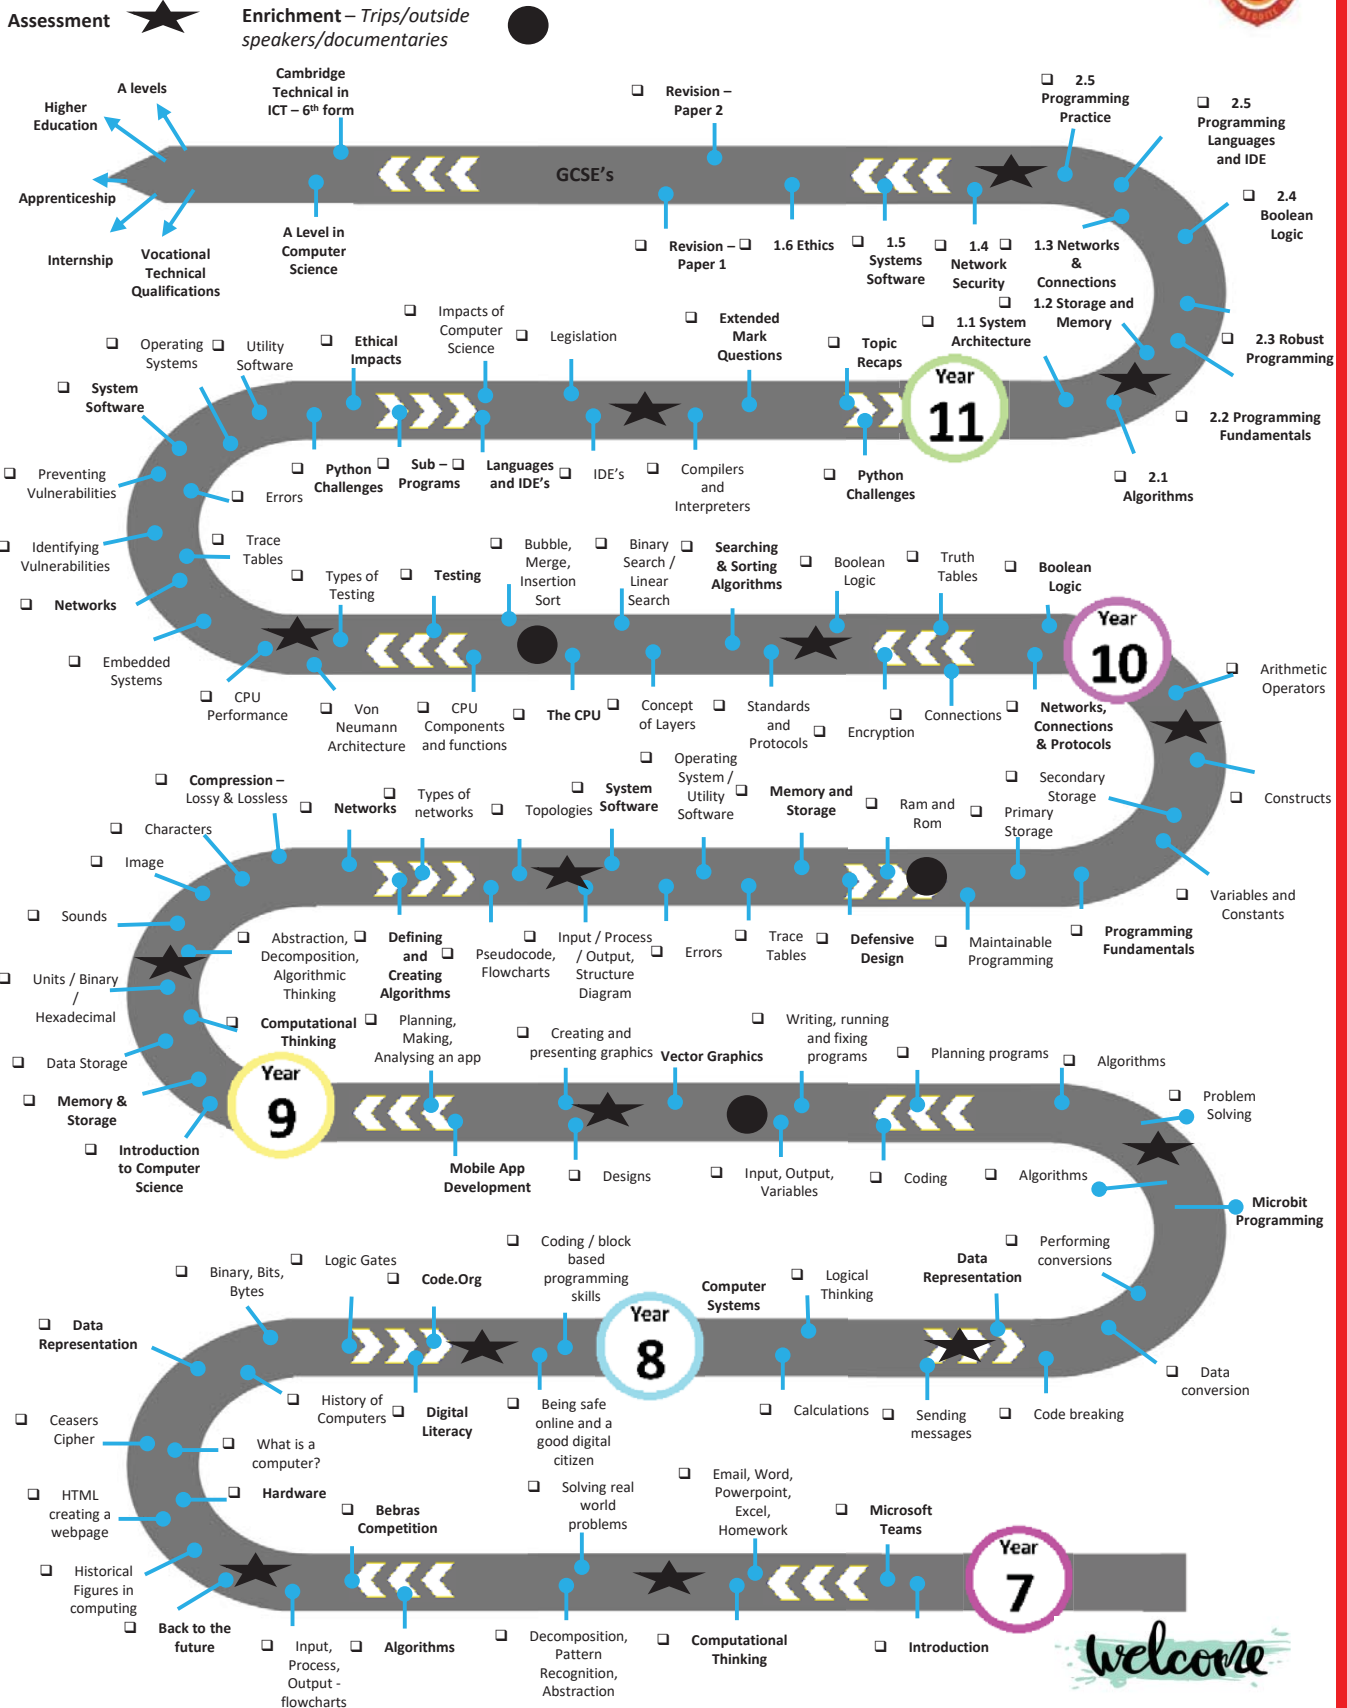 Assessment
Enrichment – Trips/outside
speakers/documentaries
A levels
Higher
Education
Apprenticeship
Internship
Vocational
Technical
Qualifications
Cambridge
Technical in
ICT – 6th form
A Level in
Computer
Science
GCSE's
Revision –
Paper 2
Revision –
Paper 1
1.6 Ethics
1.5
Systems
Software
1.4
Network
Security
1.3 Networks
&
Connections
1.2 Storage and
Memory
1.1 System
Architecture
2.5
Programming
Practice
2.5
Programming
Languages
and IDE
2.4
Boolean
Logic
2.3 Robust
Programming
2.2 Programming
Fundamentals
2.1
Algorithms
Year
11
Topic
Recaps
Python
Challenges
Extended
Mark
Questions
Compilers
and
Interpreters
Legislation
IDE's
Impacts of
Computer
Science
Languages
and IDE's
Sub –
Programs
Ethical
Impacts
Python
Challenges
Utility
Software
Operating
Systems
System
Software
Errors
Preventing
Vulnerabilities
Trace
Tables
Identifying
Vulnerabilities
Networks
Embedded
Systems
CPU
Performance
Types of
Testing
Von
Neumann
Architecture
Testing
CPU
Components
and functions
Bubble,
Merge,
Insertion
Sort
The CPU
Binary
Search /
Linear
Search
Concept
of Layers
Searching
& Sorting
Algorithms
Standards
and
Protocols
Boolean
Logic
Encryption
Truth
Tables
Connections
Boolean
Logic
Networks,
Connections
& Protocols
Year
10
Arithmetic
Operators
Constructs
Variables and
Constants
Programming
Fundamentals
Secondary
Storage
Primary
Storage
Maintainable
Programming
Ram and
Rom
Defensive
Design
Memory and
Storage
Trace
Tables
Operating
System /
Utility
Software
Errors
System
Software
Input / Process
/ Output,
Structure
Diagram
Topologies
Pseudocode,
Flowcharts
Types of
networks
Defining
and
Creating
Algorithms
Networks
Compression –
Lossy & Lossless
Characters
Image
Sounds
Abstraction,
Decomposition,
Algorithmic
Thinking
Units / Binary
/
Hexadecimal
Computational
Thinking
Data Storage
Memory &
Storage
Introduction
to Computer
Science
Year
9
Planning,
Making,
Analysing an app
Mobile App
Development
Creating and
presenting graphics
Designs
Vector Graphics
Writing, running
and fixing
programs
Input, Output,
Variables
Planning programs
Coding
Algorithms
Problem
Solving
Algorithms
Microbit
Programming
Performing
conversions
Data
conversion
Data
Representation
Code breaking
Sending
messages
Logical
Thinking
Calculations
Computer
Systems
Year
8
Coding / block
based
programming
skills
Being safe
online and a
good digital
citizen
Code.Org
Digital
Literacy
Logic Gates
History of
Computers
Binary, Bits,
Bytes
Data
Representation
Ceasers
Cipher
What is a
computer?
Hardware
HTML
creating a
webpage
Historical
Figures in
computing
Back to the
future
Input,
Process,
Output -
flowcharts
Bebras
Competition
Algorithms
Solving real
world
problems
Decomposition,
Pattern
Recognition,
Abstraction
Email, Word,
Powerpoint,
Excel,
Homework
Computational
Thinking
Microsoft
Teams
Introduction
Year
7
welcome